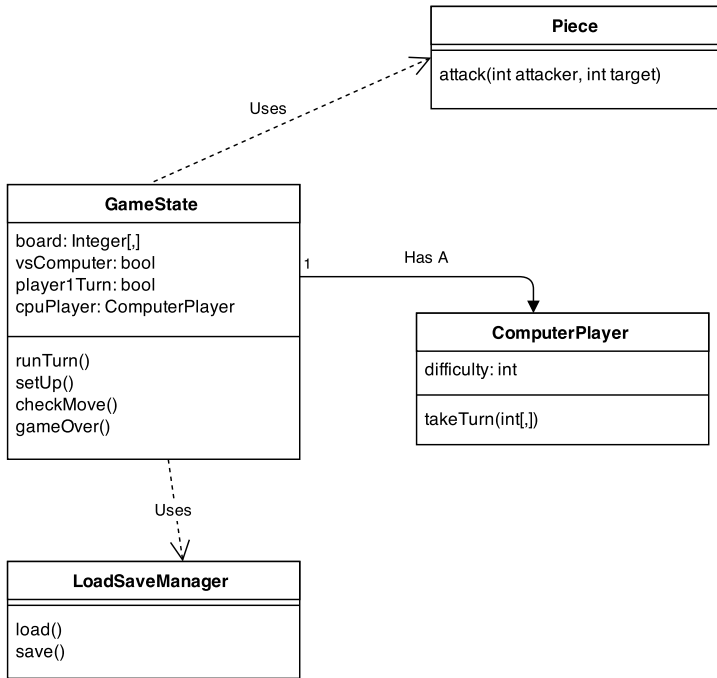 Piece
attack(int attacker, int target)
Uses
GameState
board: Integer[,]
vsComputer: bool
player1Turn: bool
cpuPlayer: ComputerPlayer
runTurn()
setUp()
checkMove()
gameOver()
1
Has A
ComputerPlayer
difficulty: int
takeTurn(int[,])
Uses
LoadSaveManager
load()
save()